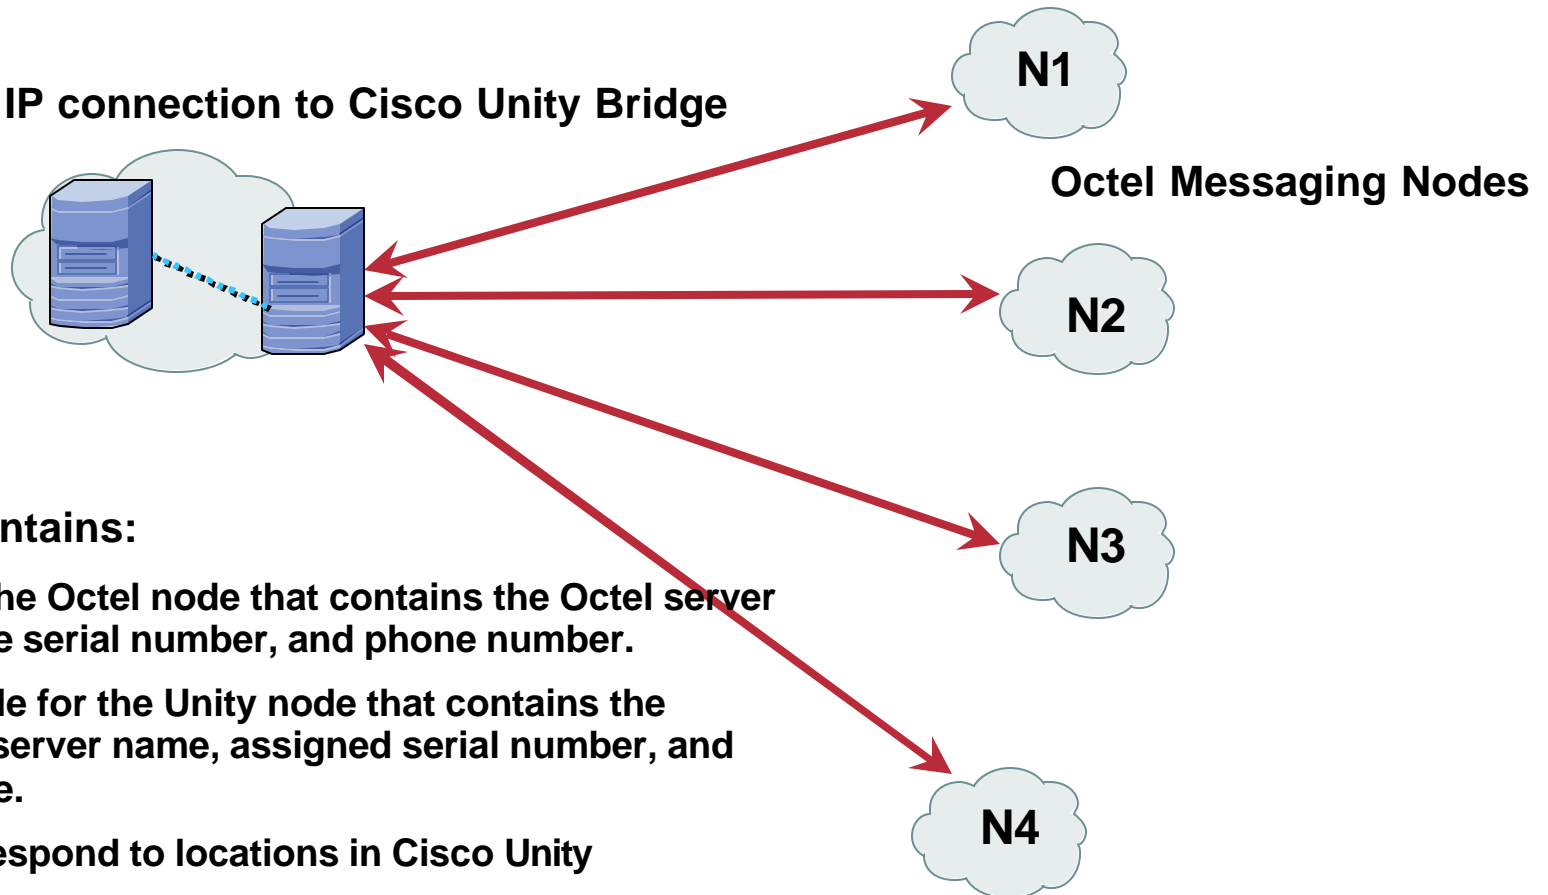 N1
IP connection to Cisco Unity Bridge
Octel Messaging Nodes
N2
N3
ntains:
he Octel node that contains the Octel server
e serial number, and phone number.
de for the Unity node that contains the
server name, assigned serial number, and
e.
N4
espond to locations in Cisco Unity